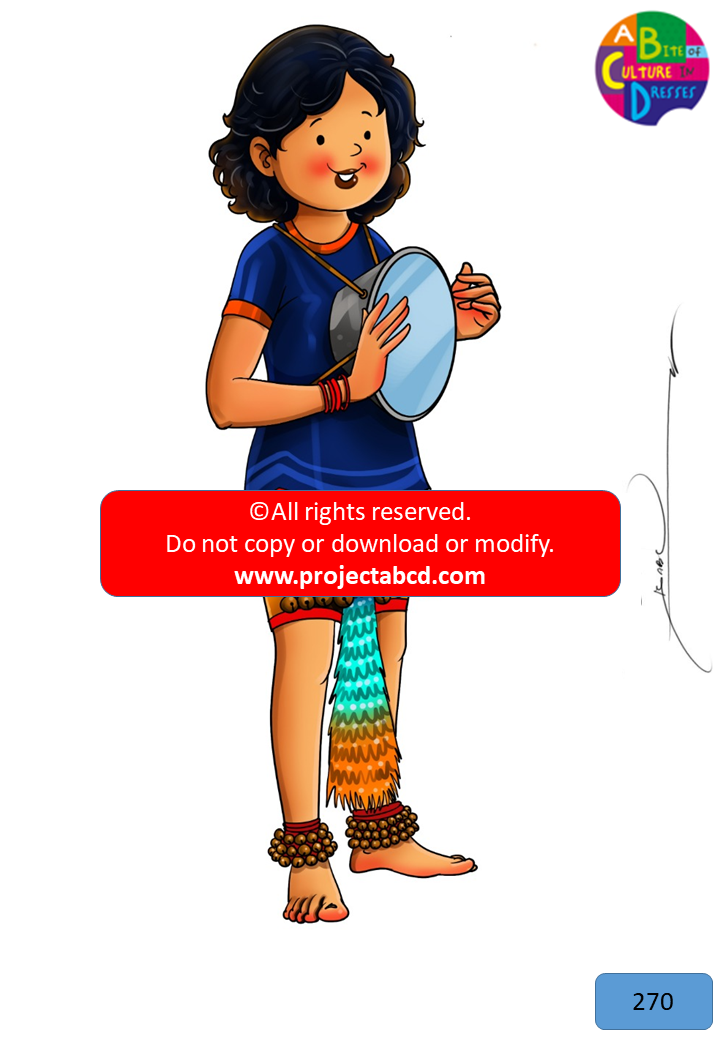 A BITE OF
CULTURE IN
DRESSES
©All rights reserved.
Do not copy or download or modify.
www.projectabcd.com
270